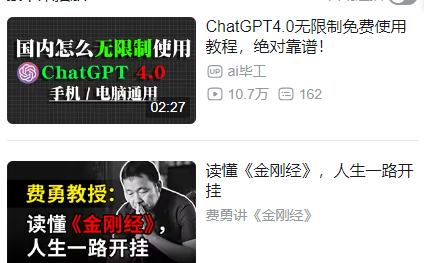 国内怎么无限制使用
ChatGPT 4.0
手机/电脑通用
02:27
ChatGPT4.0无限制免费使用
教程，绝对靠谱！
UP ai毕工
10.7万 162
费勇教授：
读懂《金刚经》，
人生一路开挂
读懂《金刚经》，人生一路开
挂
费勇讲《金刚经》